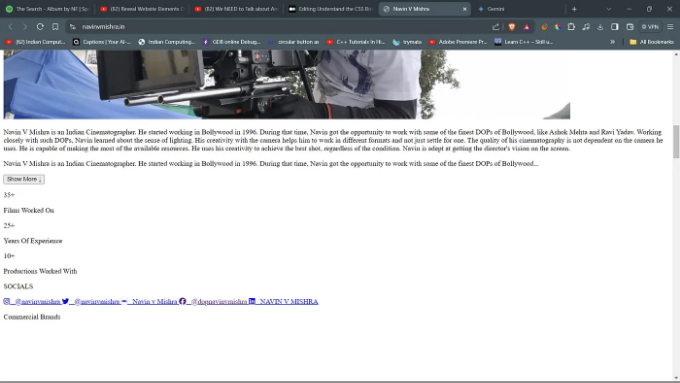 The Search - Album by NF | Spo
(62) Reveal Website Elements O
(62) We NEED to Talk about Ar
Editing Understanding the CSS Bo
Navin V Mishra
Gemini
navinvmishra.in
VPN
(6) Indian Comput...
Captions | Your AI-...
Indian Computing...
GDB online Debug...
circular button as
C++ Tutorials In Hi...
trymata
Adobe Premiere Pr...
Learn C++ – Skill u...
All Bookmarks
Navin V Mishra is an Indian Cinematographer. He started working in Bollywood in 1996. During that time, Navin got the opportunity to work with some of the finest DOPs of Bollywood, like Ashok Mehta and Ravi Yadav. Working
closely with such DOPs, Navin learned about the sense of lighting. His creativity with the camera helps him to work in different formats and not just settle for one. The quality of his cinematography is not dependent on the camera he
uses. He is capable of making the most of the available resources. He uses his creativity to achieve the best shot, regardless of the condition. Navin is adept at getting the director's vision on the screen.
Navin V Mishra is an Indian Cinematographer. He started working in Bollywood in 1996. During that time, Navin got the opportunity to work with some of the finest DOPs of Bollywood...
Show More ↓
35+
Films Worked On
25+
Years Of Experience
10+
Productions Worked With
SOCIALS
@navinvmishra @navinvmishra Navin v Mishra @dopnavinvmishra NAVIN V MISHRA
Commercial Brands